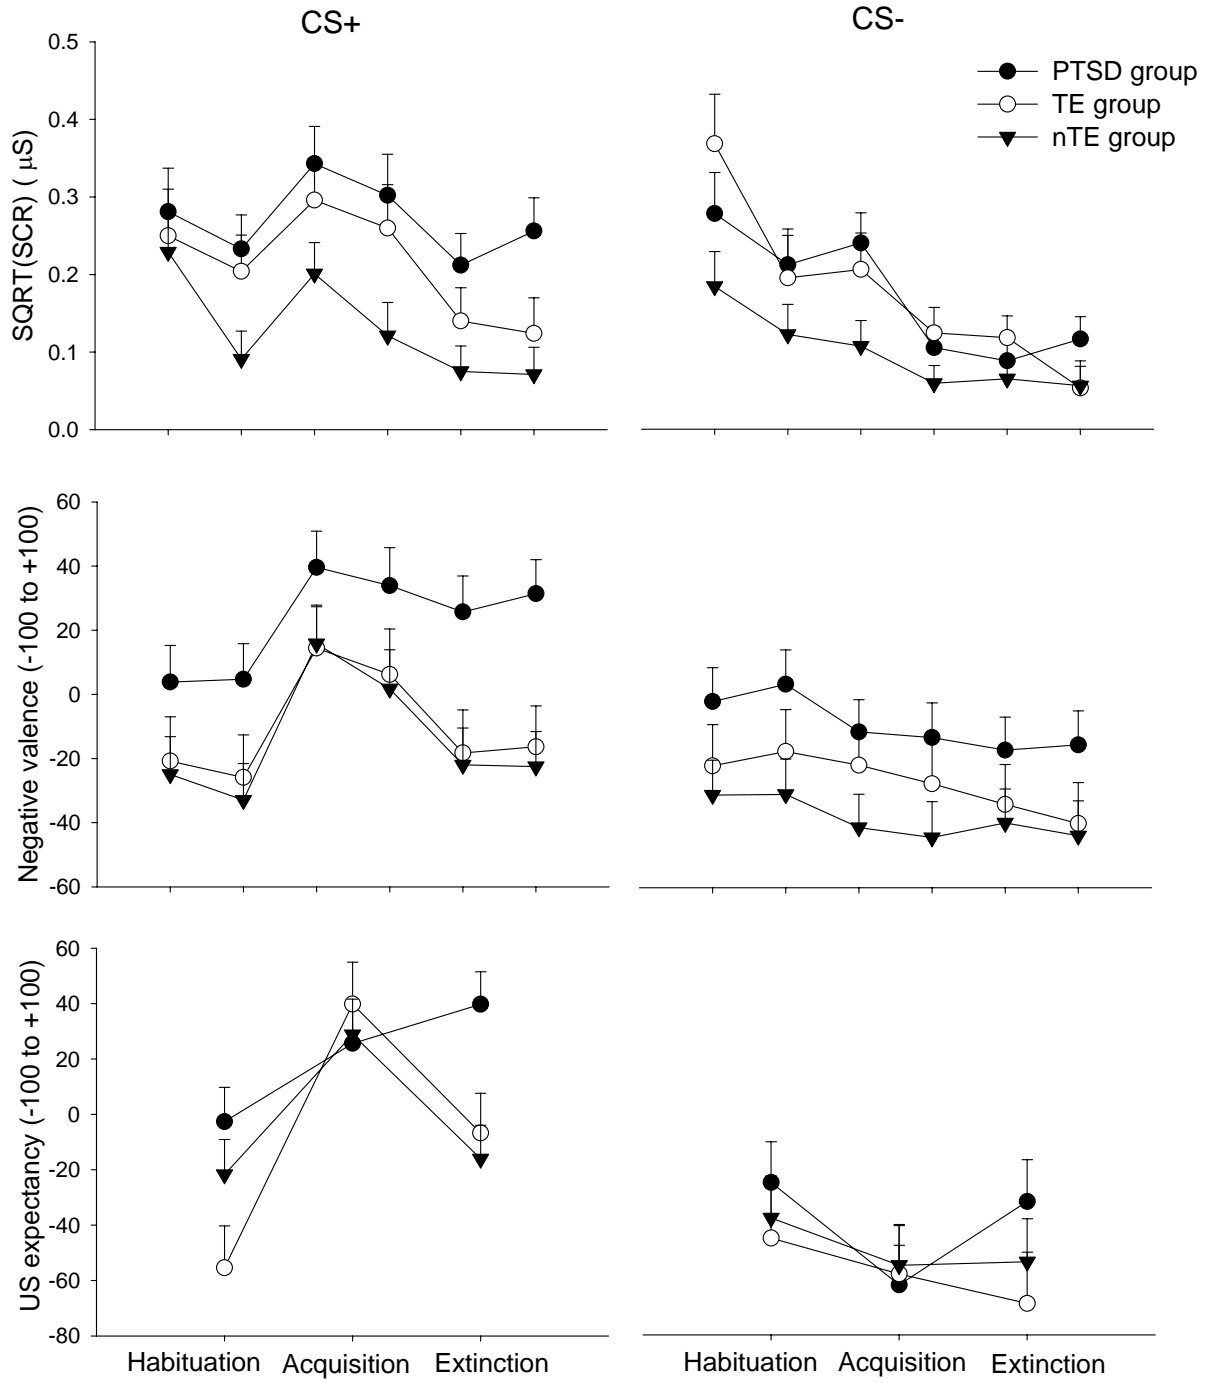 CS+
CS-
PTSD group
TE group
nTE group
SQRT(SCR) ( μS)
0.5
0.4
0.3
0.2
0.1
0.0
Negative valence (-100 to +100)
60
40
20
0
-20
-40
-60
US expectancy (-100 to +100)
60
40
20
0
-20
-40
-60
-80
Habituation Acquisition Extinction
Habituation Acquisition Extinction